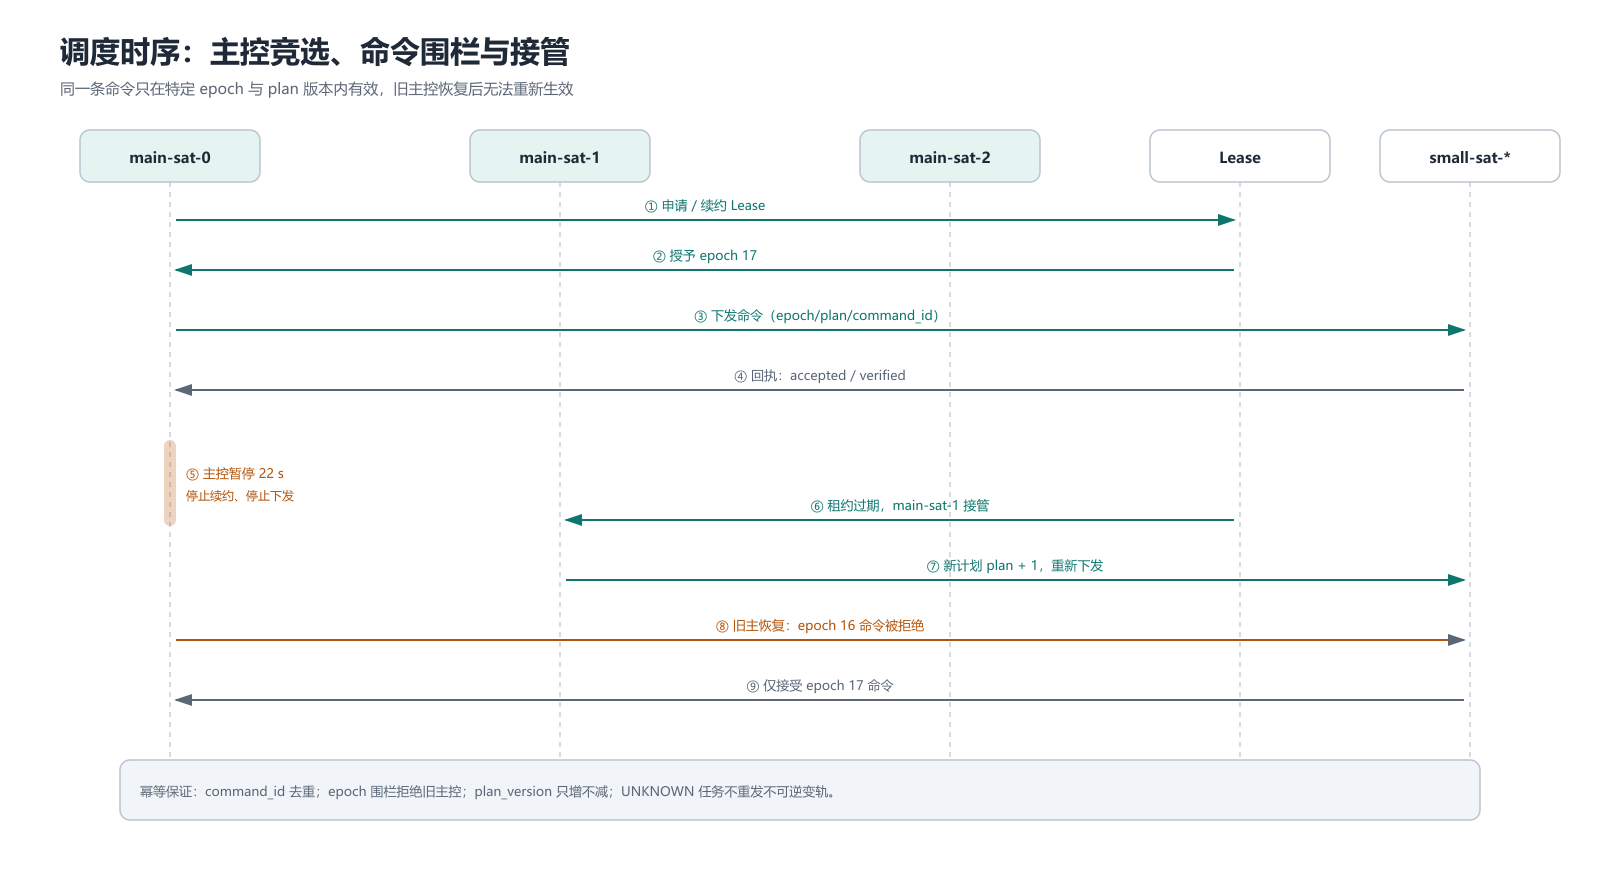 调度时序：主控竞选、命令围栏与接管
同一条命令只在特定 epoch 与 plan 版本内有效，旧主控恢复后无法重新生效
main-sat-0
main-sat-1
main-sat-2
Lease
small-sat-*
① 申请 / 续约 Lease
② 授予 epoch 17
③ 下发命令（epoch/plan/command_id）
④ 回执：accepted / verified
⑤ 主控暂停 22 s
停止续约、停止下发
⑥ 租约过期，main-sat-1 接管
⑦ 新计划 plan + 1，重新下发
⑧ 旧主恢复：epoch 16 命令被拒绝
⑨ 仅接受 epoch 17 命令
幂等保证：command_id 去重；epoch 围栏拒绝旧主控；plan_version 只增不减；UNKNOWN 任务不重发不可逆变轨。